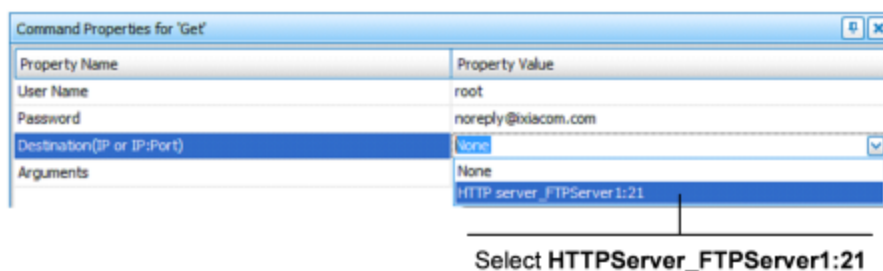 Command Properties for 'Get'
Property Name Property Value
User Name root
Password noreply@ixiacom.com
Destination(IP or IP:Port) None
Arguments None
HTTP server_FTPServer1:21
Select HTTPServer_FTPServer1:21